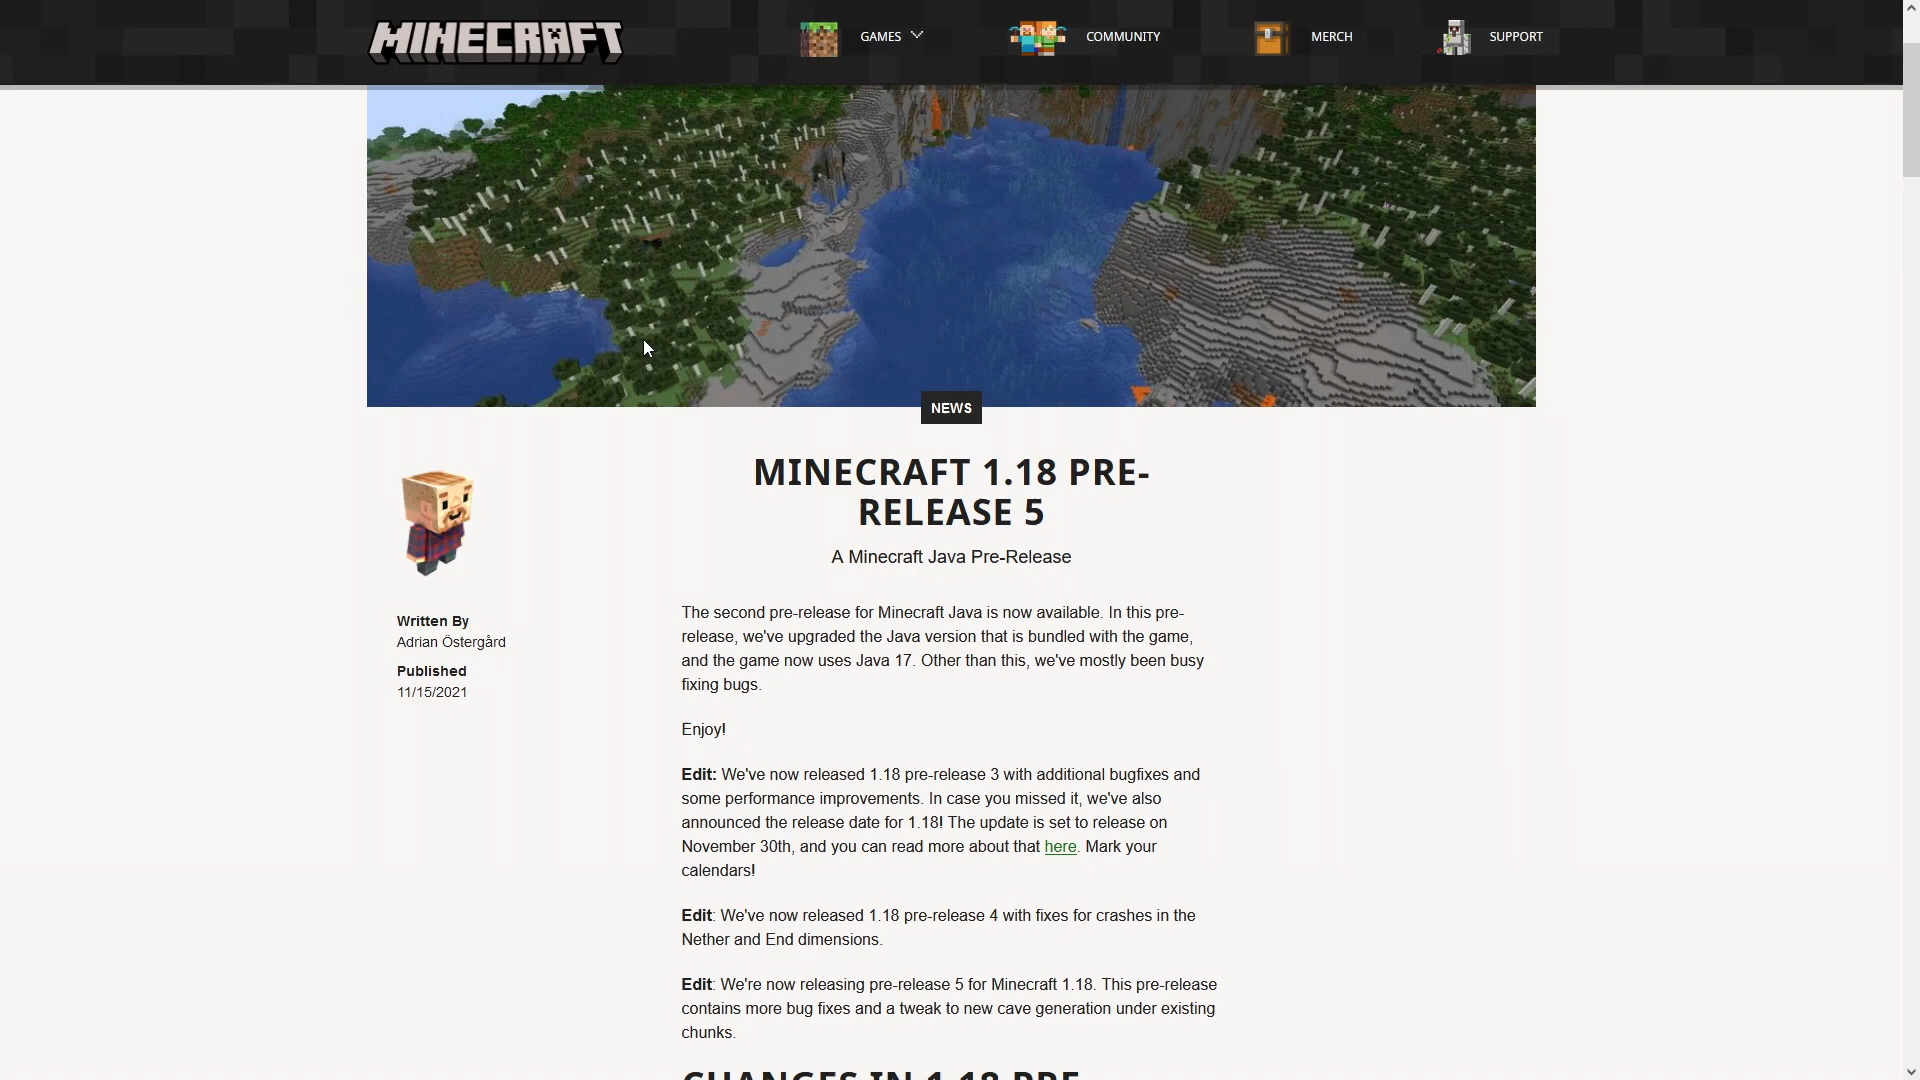 MINECRAFT
GAMES
COMMUNITY
MERCH
SUPPORT
NEWS
MINECRAFT 1.18 PRE-
RELEASE 5
A Minecraft Java Pre-Release
Written By
Adrian Östergård
Published
11/15/2021
The second pre-release for Minecraft Java is now available. In this pre-
release, we've upgraded the Java version that is bundled with the game,
and the game now uses Java 17. Other than this, we've mostly been busy
fixing bugs.
Enjoy!
Edit: We've now released 1.18 pre-release 3 with additional bugfixes and
some performance improvements. In case you missed it, we've also
announced the release date for 1.18! The update is set to release on
November 30th, and you can read more about that here. Mark your
calendars!
Edit: We've now released 1.18 pre-release 4 with fixes for crashes in the
Nether and End dimensions.
Edit: We're now releasing pre-release 5 for Minecraft 1.18. This pre-release
contains more bug fixes and a tweak to new cave generation under existing
chunks.
CHANGES IN 1.18 PRE-